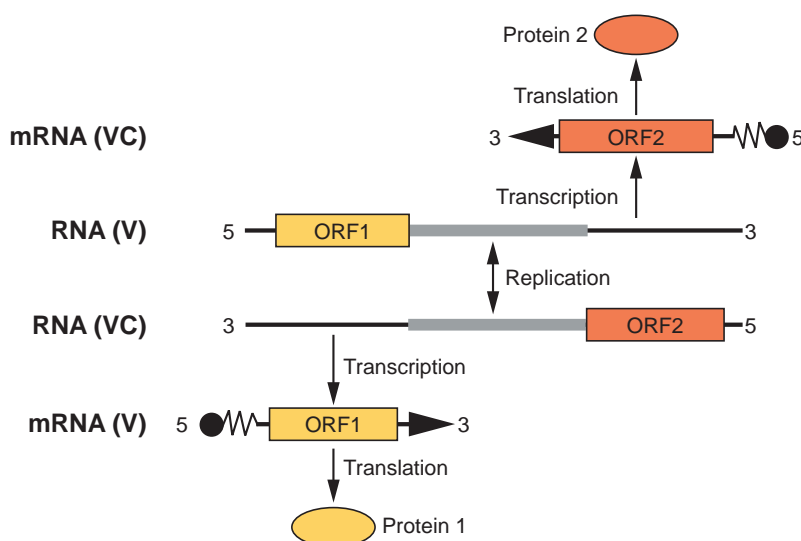 Protein 2
Translation
mRNA (VC) 3 ORF2 5
Transcription
RNA (V) 5 ORF1 3
Replication
RNA (VC) 3 ORF2 5
Transcription
mRNA (V) 5 ORF1 3
Translation
Protein 1